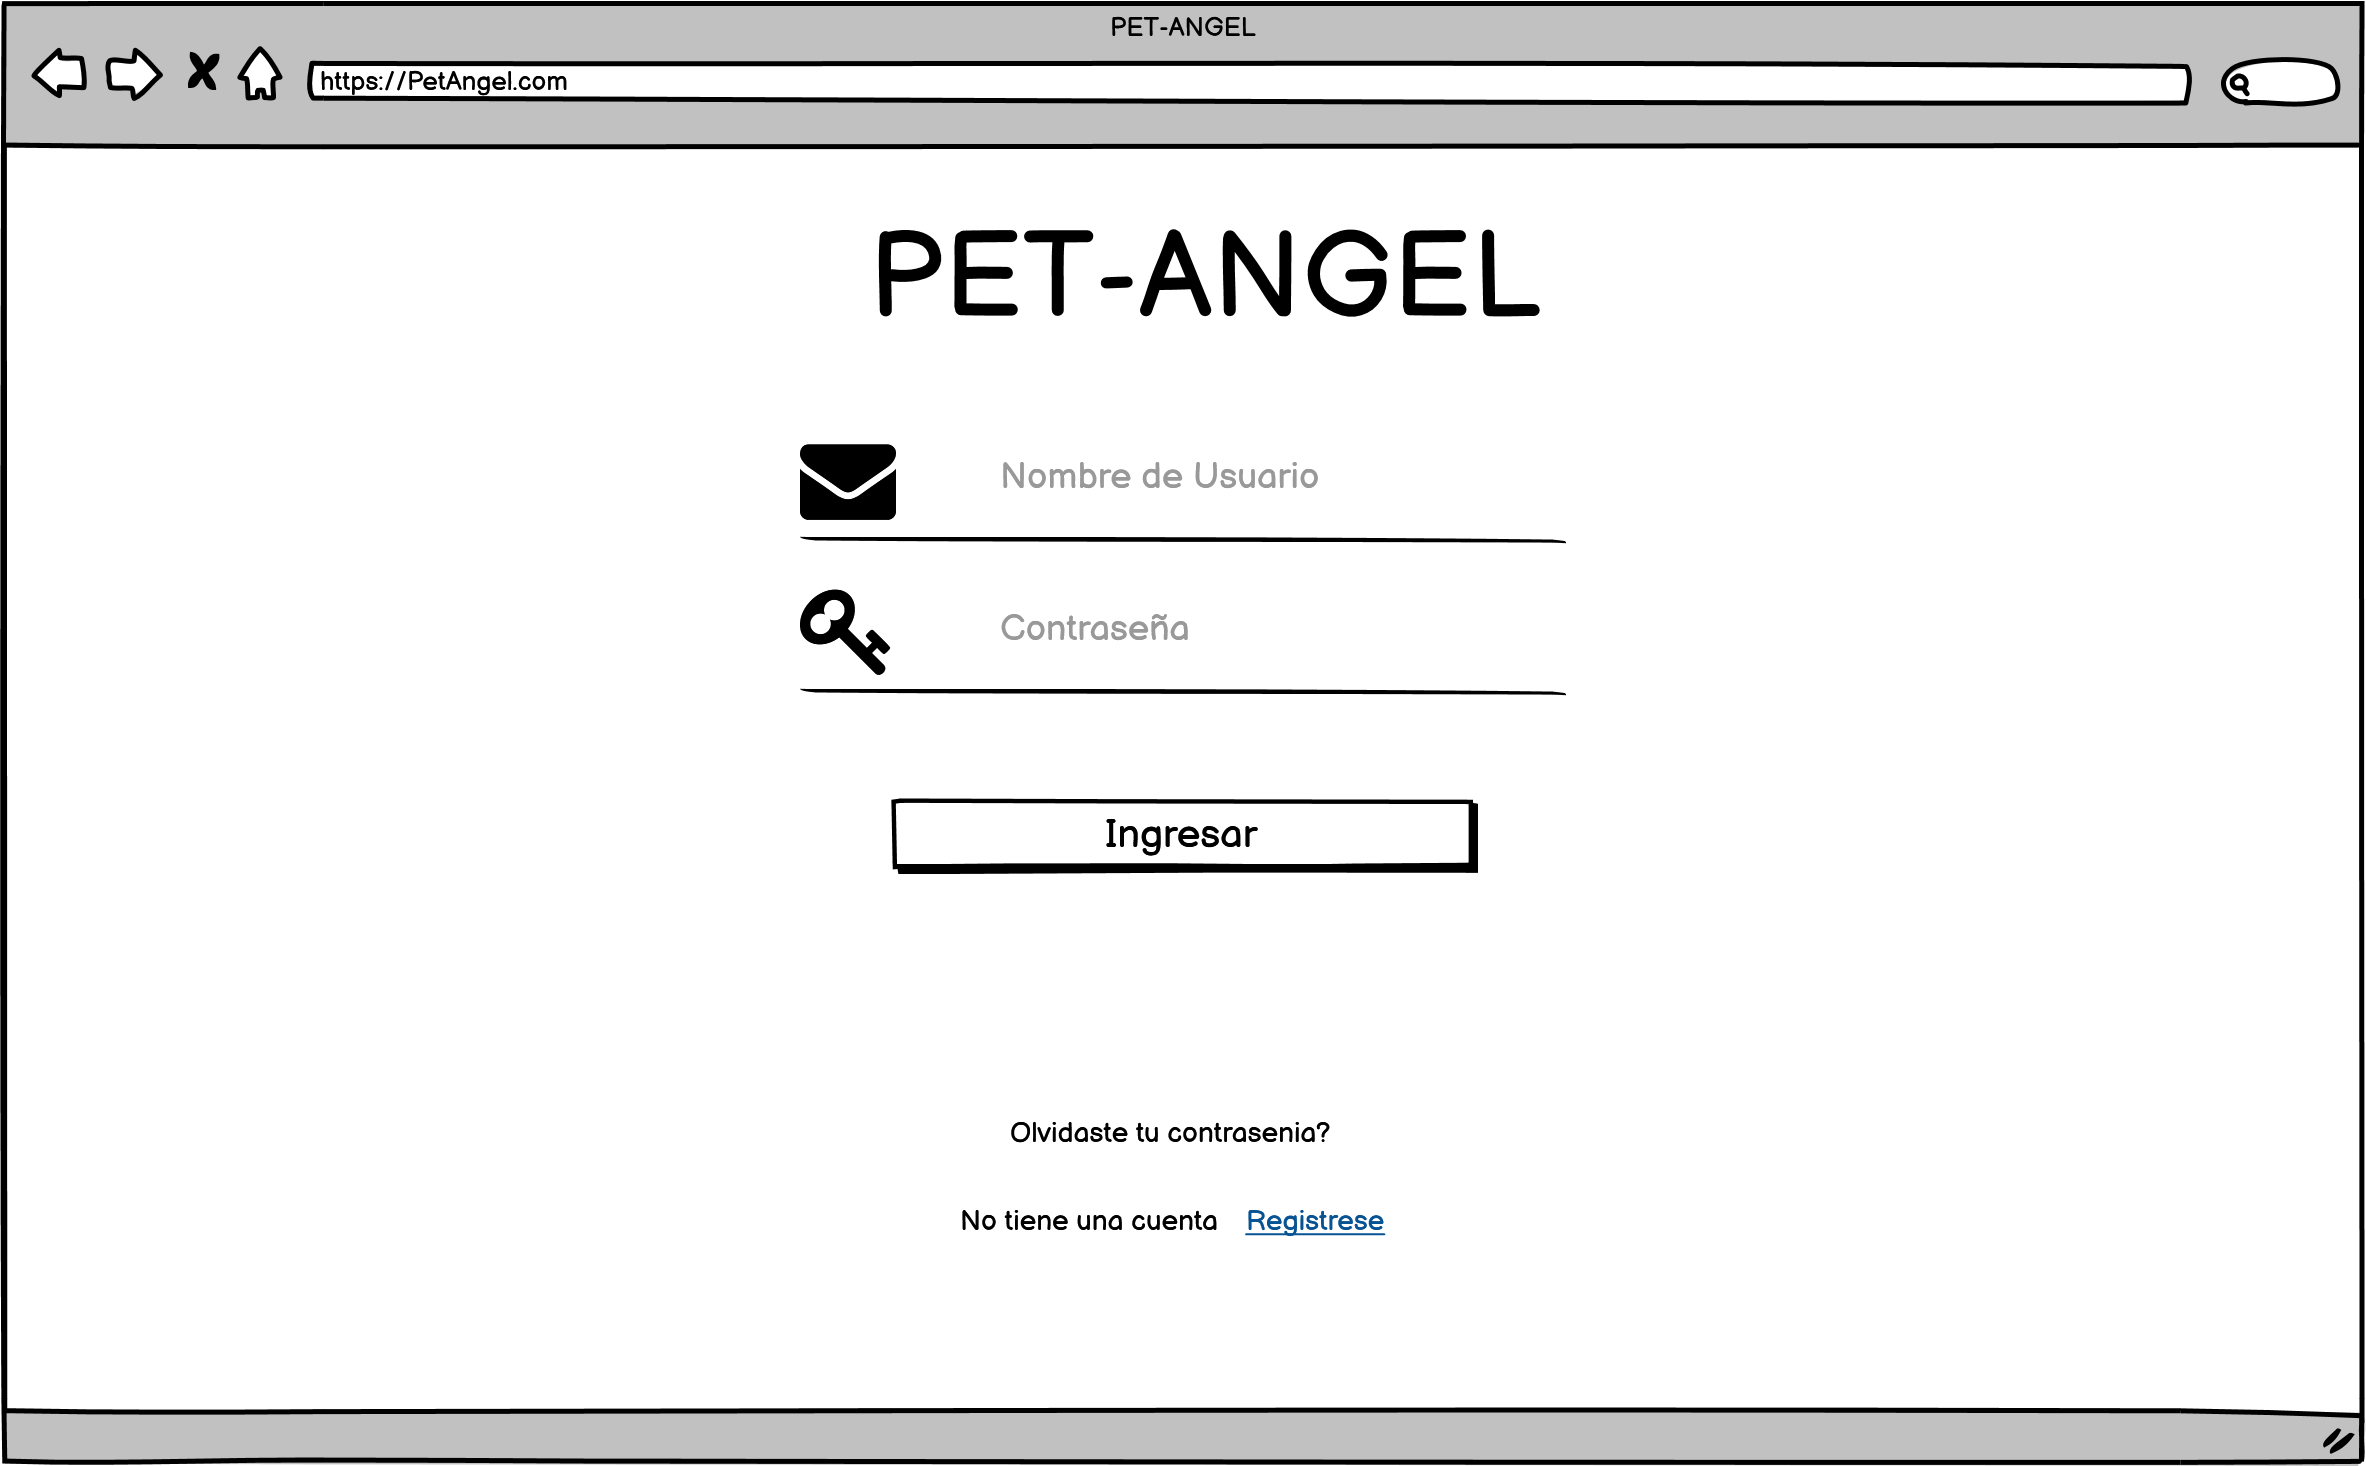 PET-ANGEL
https://PetAngel.com
PET-ANGEL
Nombre de Usuario
Contraseña
Ingresar
Olvidaste tu contrasenia?
No tiene una cuenta Registrese